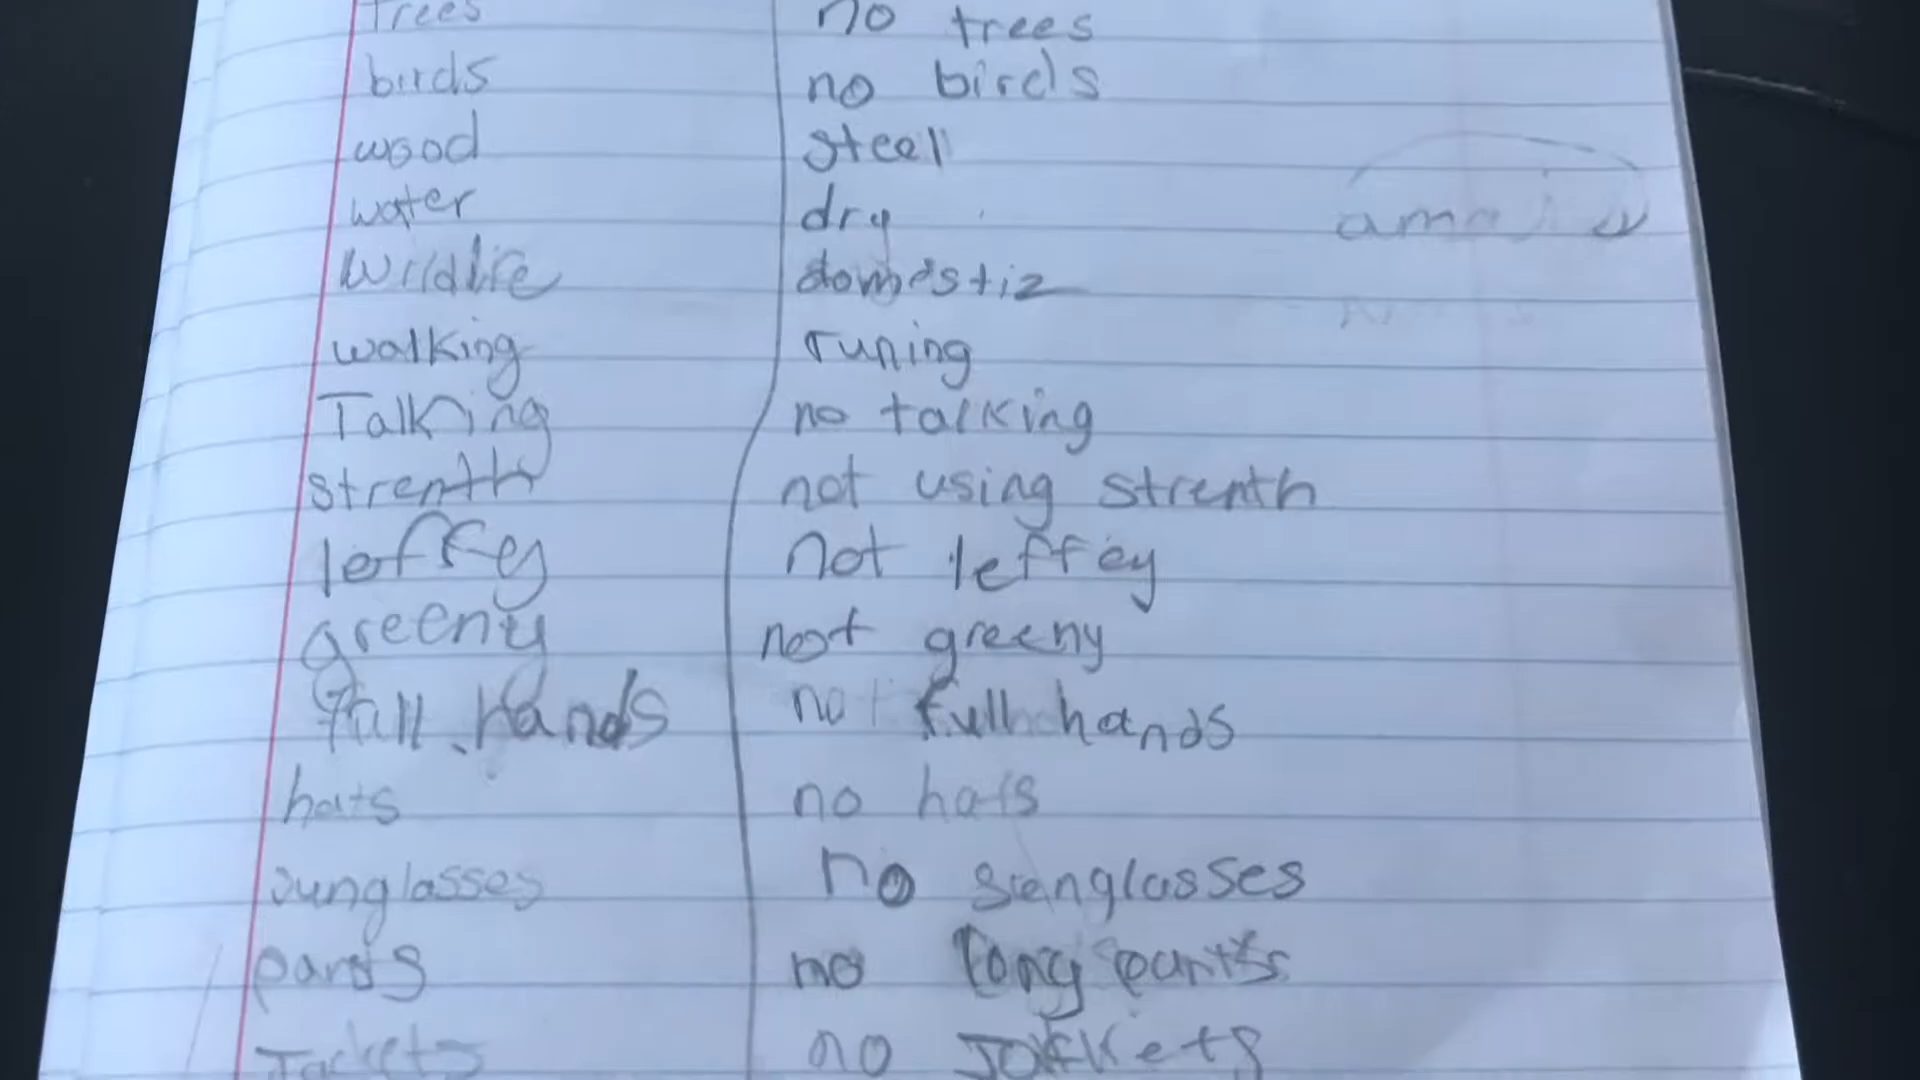 trees no trees
birds no birds
wood steel
water dry
Wildlife domestiz
walking runing
Talking no talking
strenth not using strenth
leffey not leffey
greeny not greeny
full hands not full hands
hats no hats
sunglasses no sunglasses
pants no long pants
Jackets no Jackets